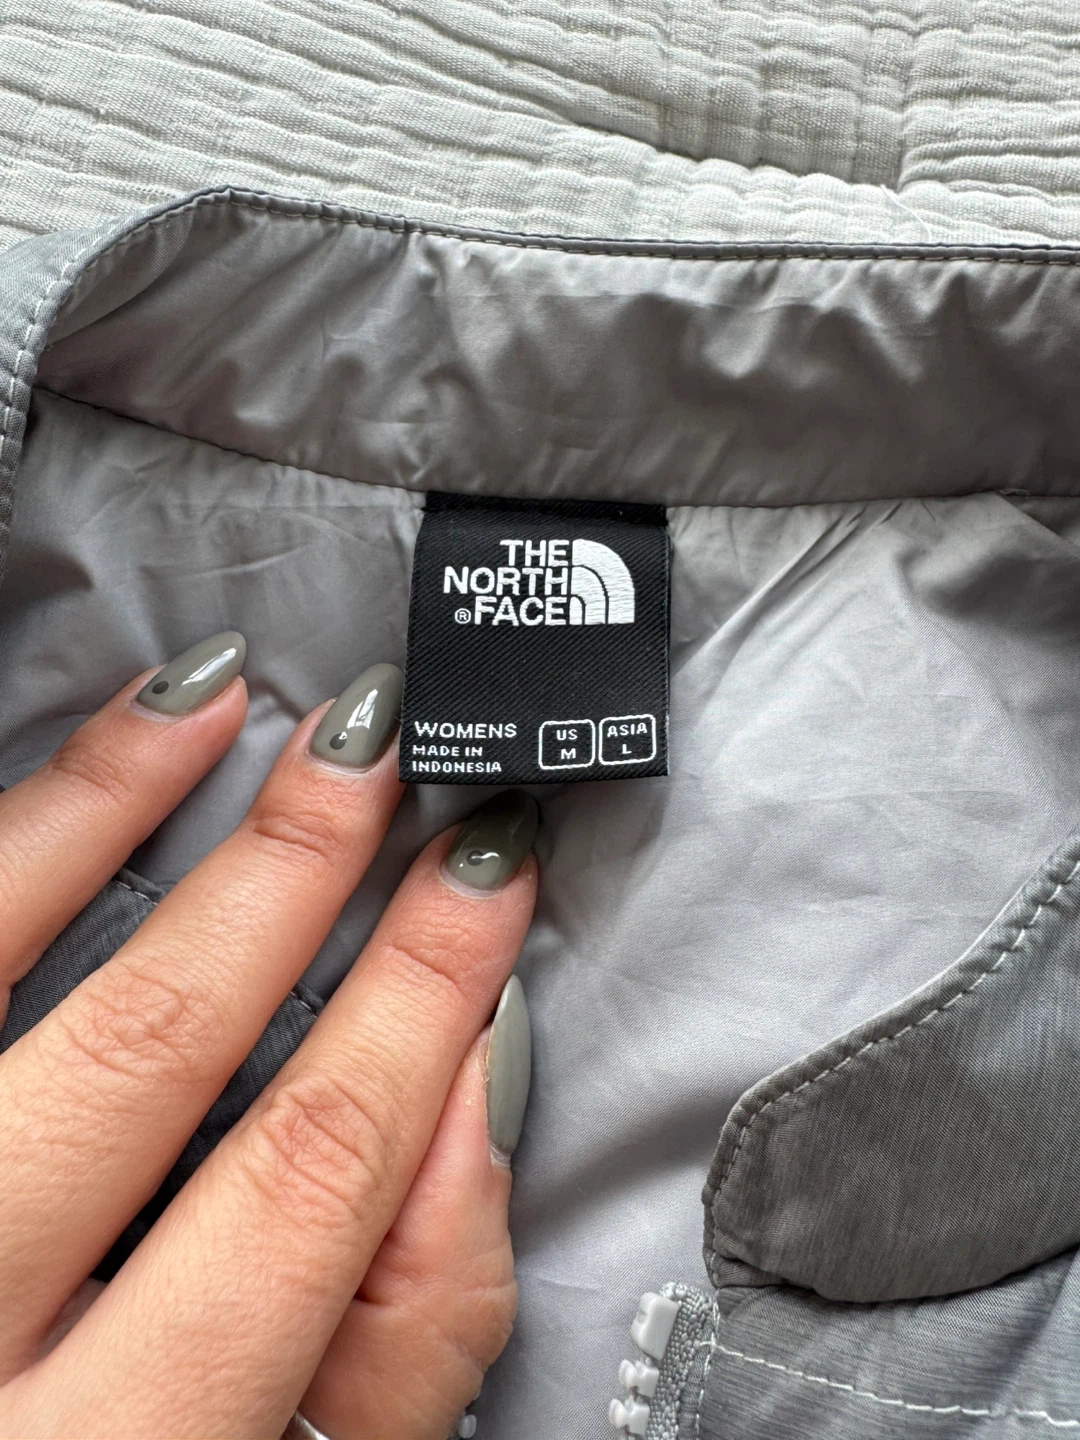 THE
NORTH
® FACE
WOMENS
MADE IN
INDONESIA
US
M
ASIA
L